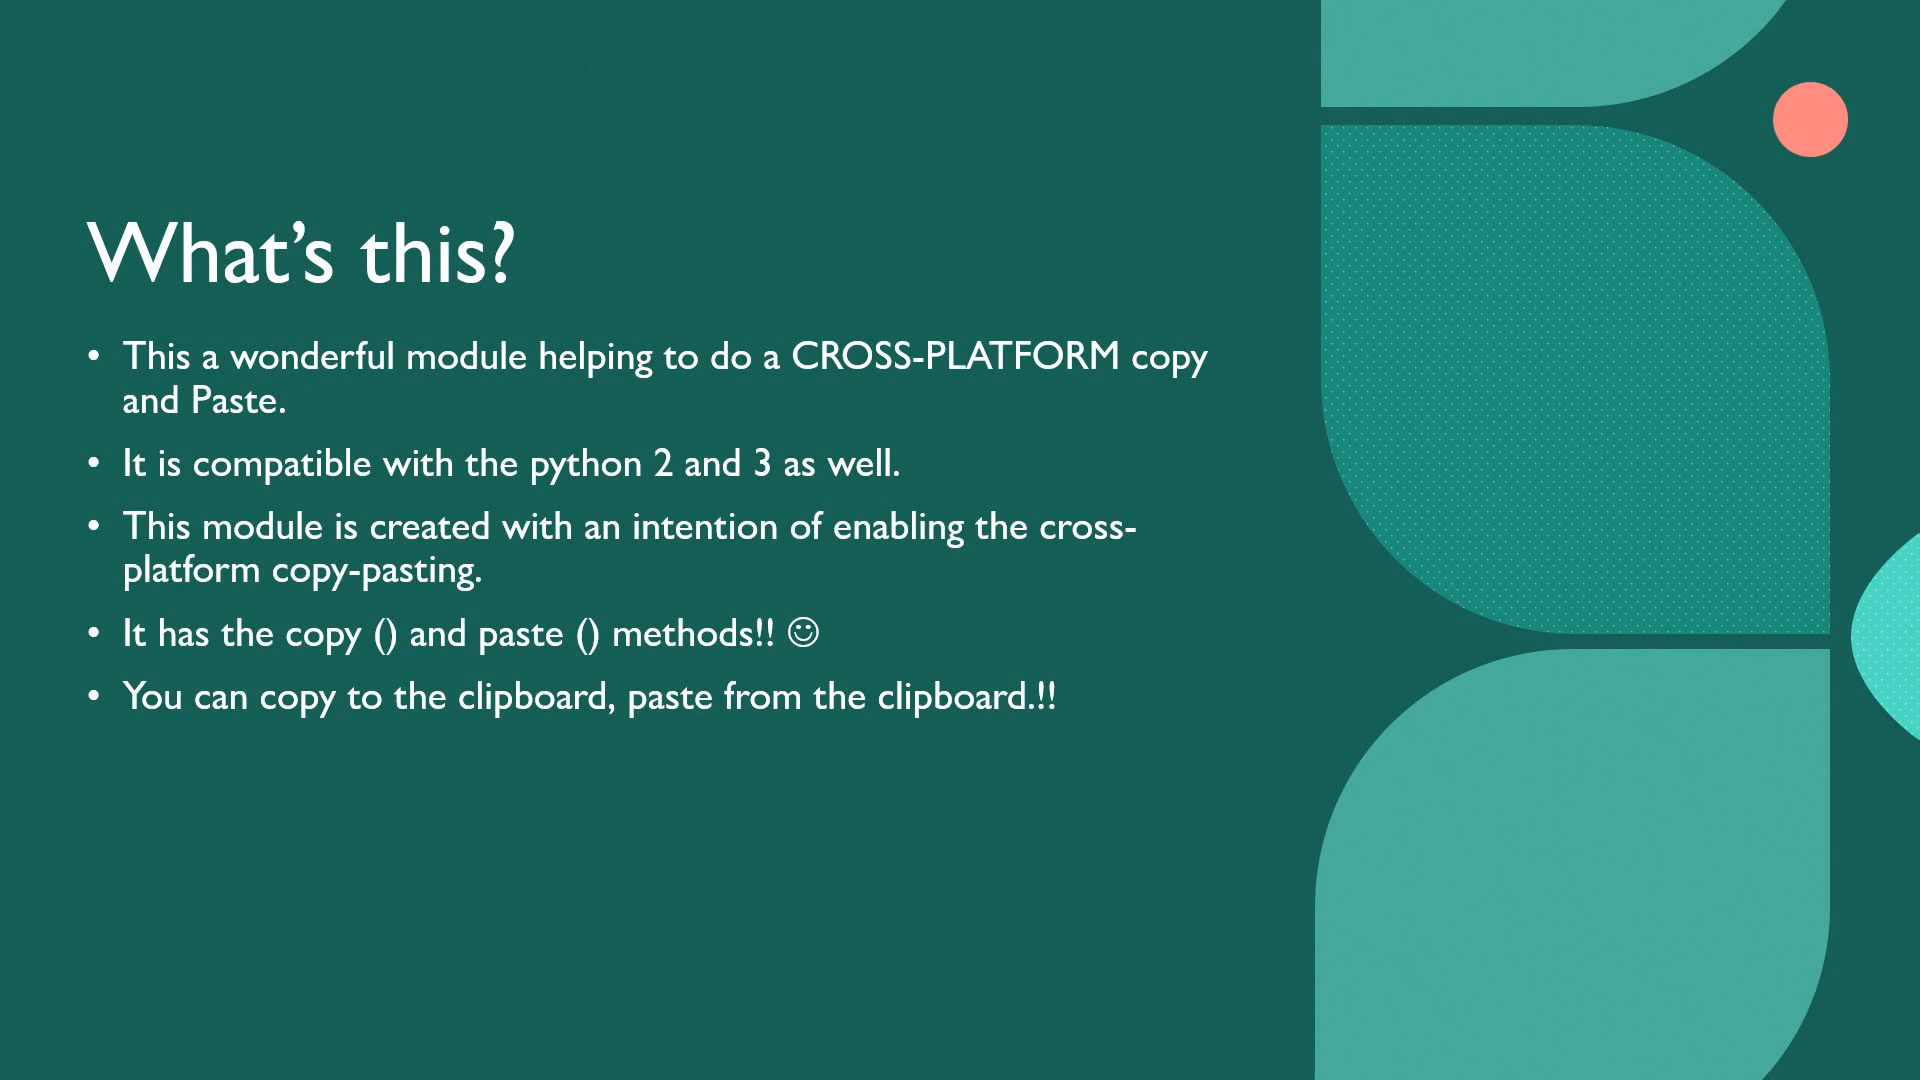 What’s this?
• This a wonderful module helping to do a CROSS-PLATFORM copy
and Paste.
• It is compatible with the python 2 and 3 as well.
• This module is created with an intention of enabling the cross-
platform copy-pasting.
• It has the copy () and paste () methods!! ☺
• You can copy to the clipboard, paste from the clipboard.!!